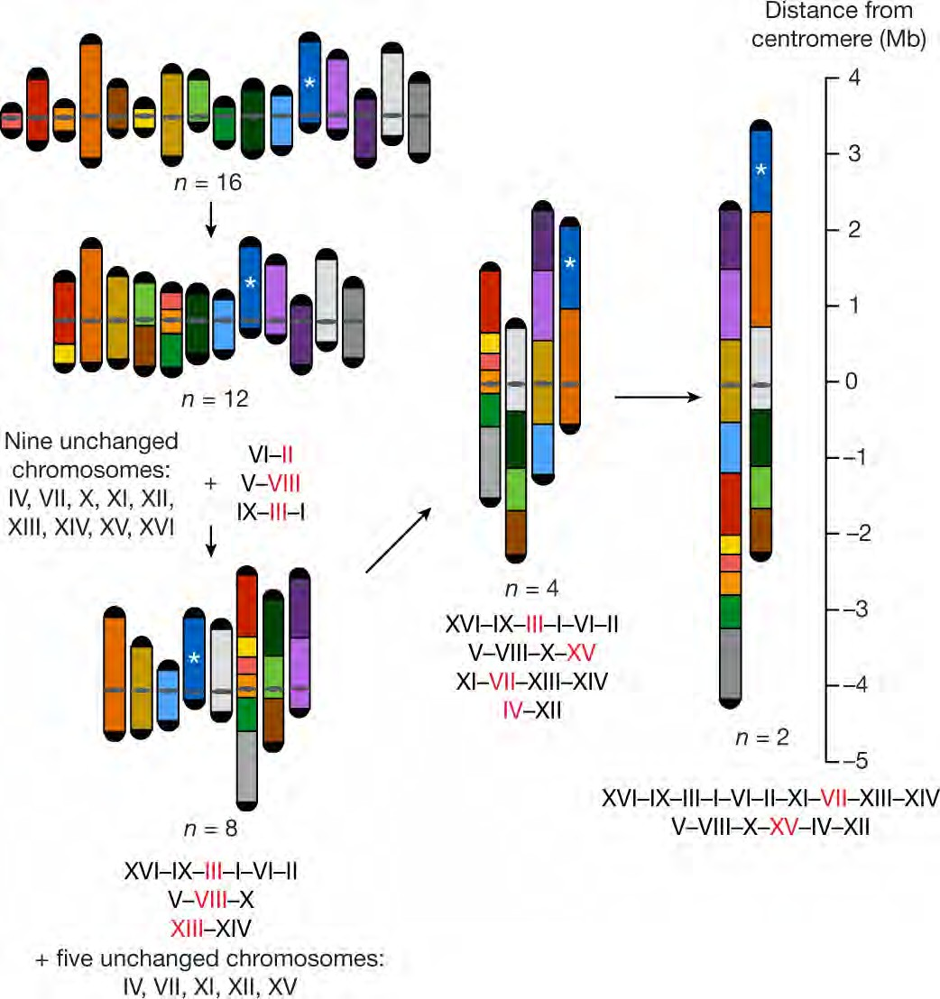 Distance from
centromere (Mb)
4
3
2
1
0
–1
–2
–3
–4
–5
*
n = 16
*
n = 12
Nine unchanged
chromosomes:
IV, VII, X, XI, XII,
XIII, XIV, XV, XVI
+
VI–II
V–VIII
IX–III–I
*
n = 8
XVI–IX–III–I–VI–II
V–VIII–X
XIII–XIV
+ five unchanged chromosomes:
IV, VII, XI, XII, XV
*
n = 4
XVI–IX–III–I–VI–II
V–VIII–X–XV
XI–VII–XIII–XIV
IV–XII
*
n = 2
XVI–IX–III–I–VI–II–XI–VII–XIII–XIV
V–VIII–X–XV–IV–XII